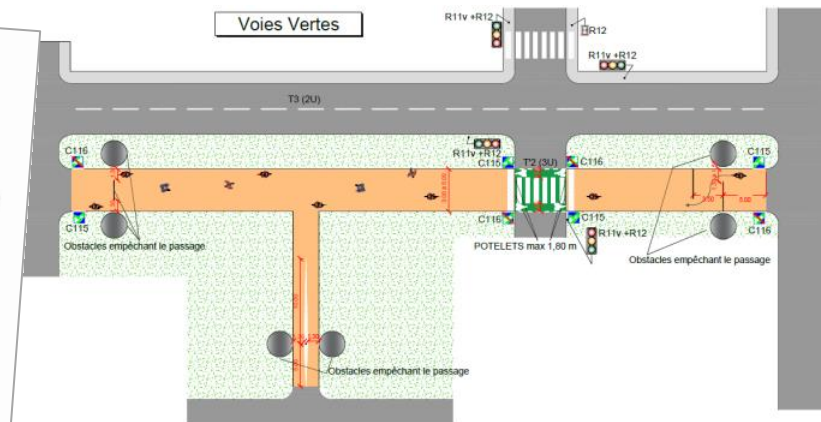 Voies Vertes
R11v +R12
R12
R11v +R12
T3 (2U)
C116
R11v +R12
C115
T'2 (3U)
C116
C115
C115
C116
C115
C116
R11v +R12
Obstacles empêchant le passage
POTELETS max 1,80 m
Obstacles empêchant le passage
Obstacles empêchant le passage